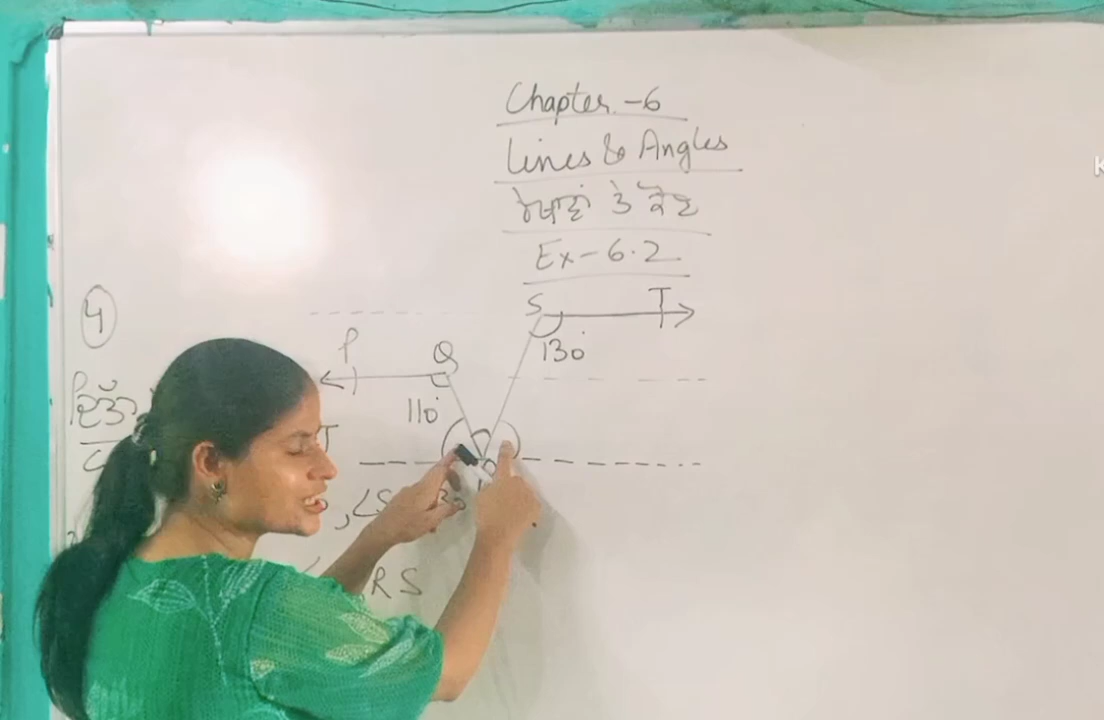 Chapter-6
Lines & Angles
ਰੇਖਾਵਾਂ ਤੇ ਕੋਣ
Ex-6.2
4
S T
P Q
130°
110°
T
RS